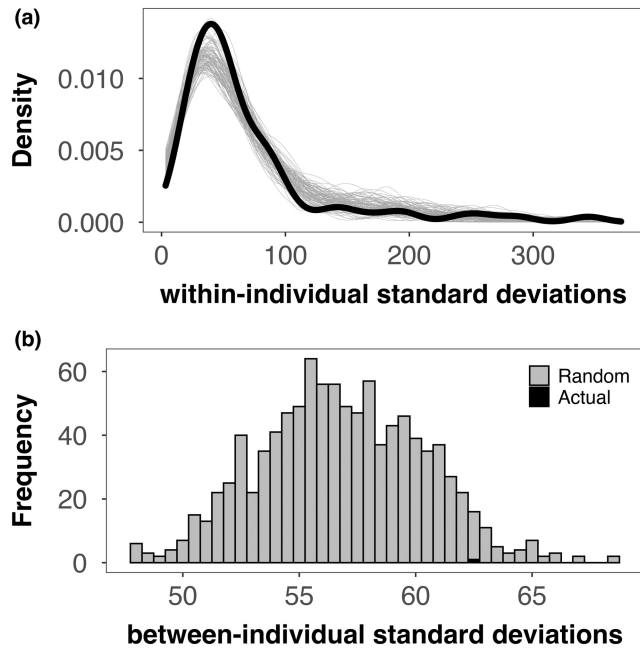 (a)
Density
0.010
0.005
0.000
0
100
200
300
within-individual standard deviations
(b)
Frequency
60
40
20
0
Random
Actual
50
55
60
65
between-individual standard deviations